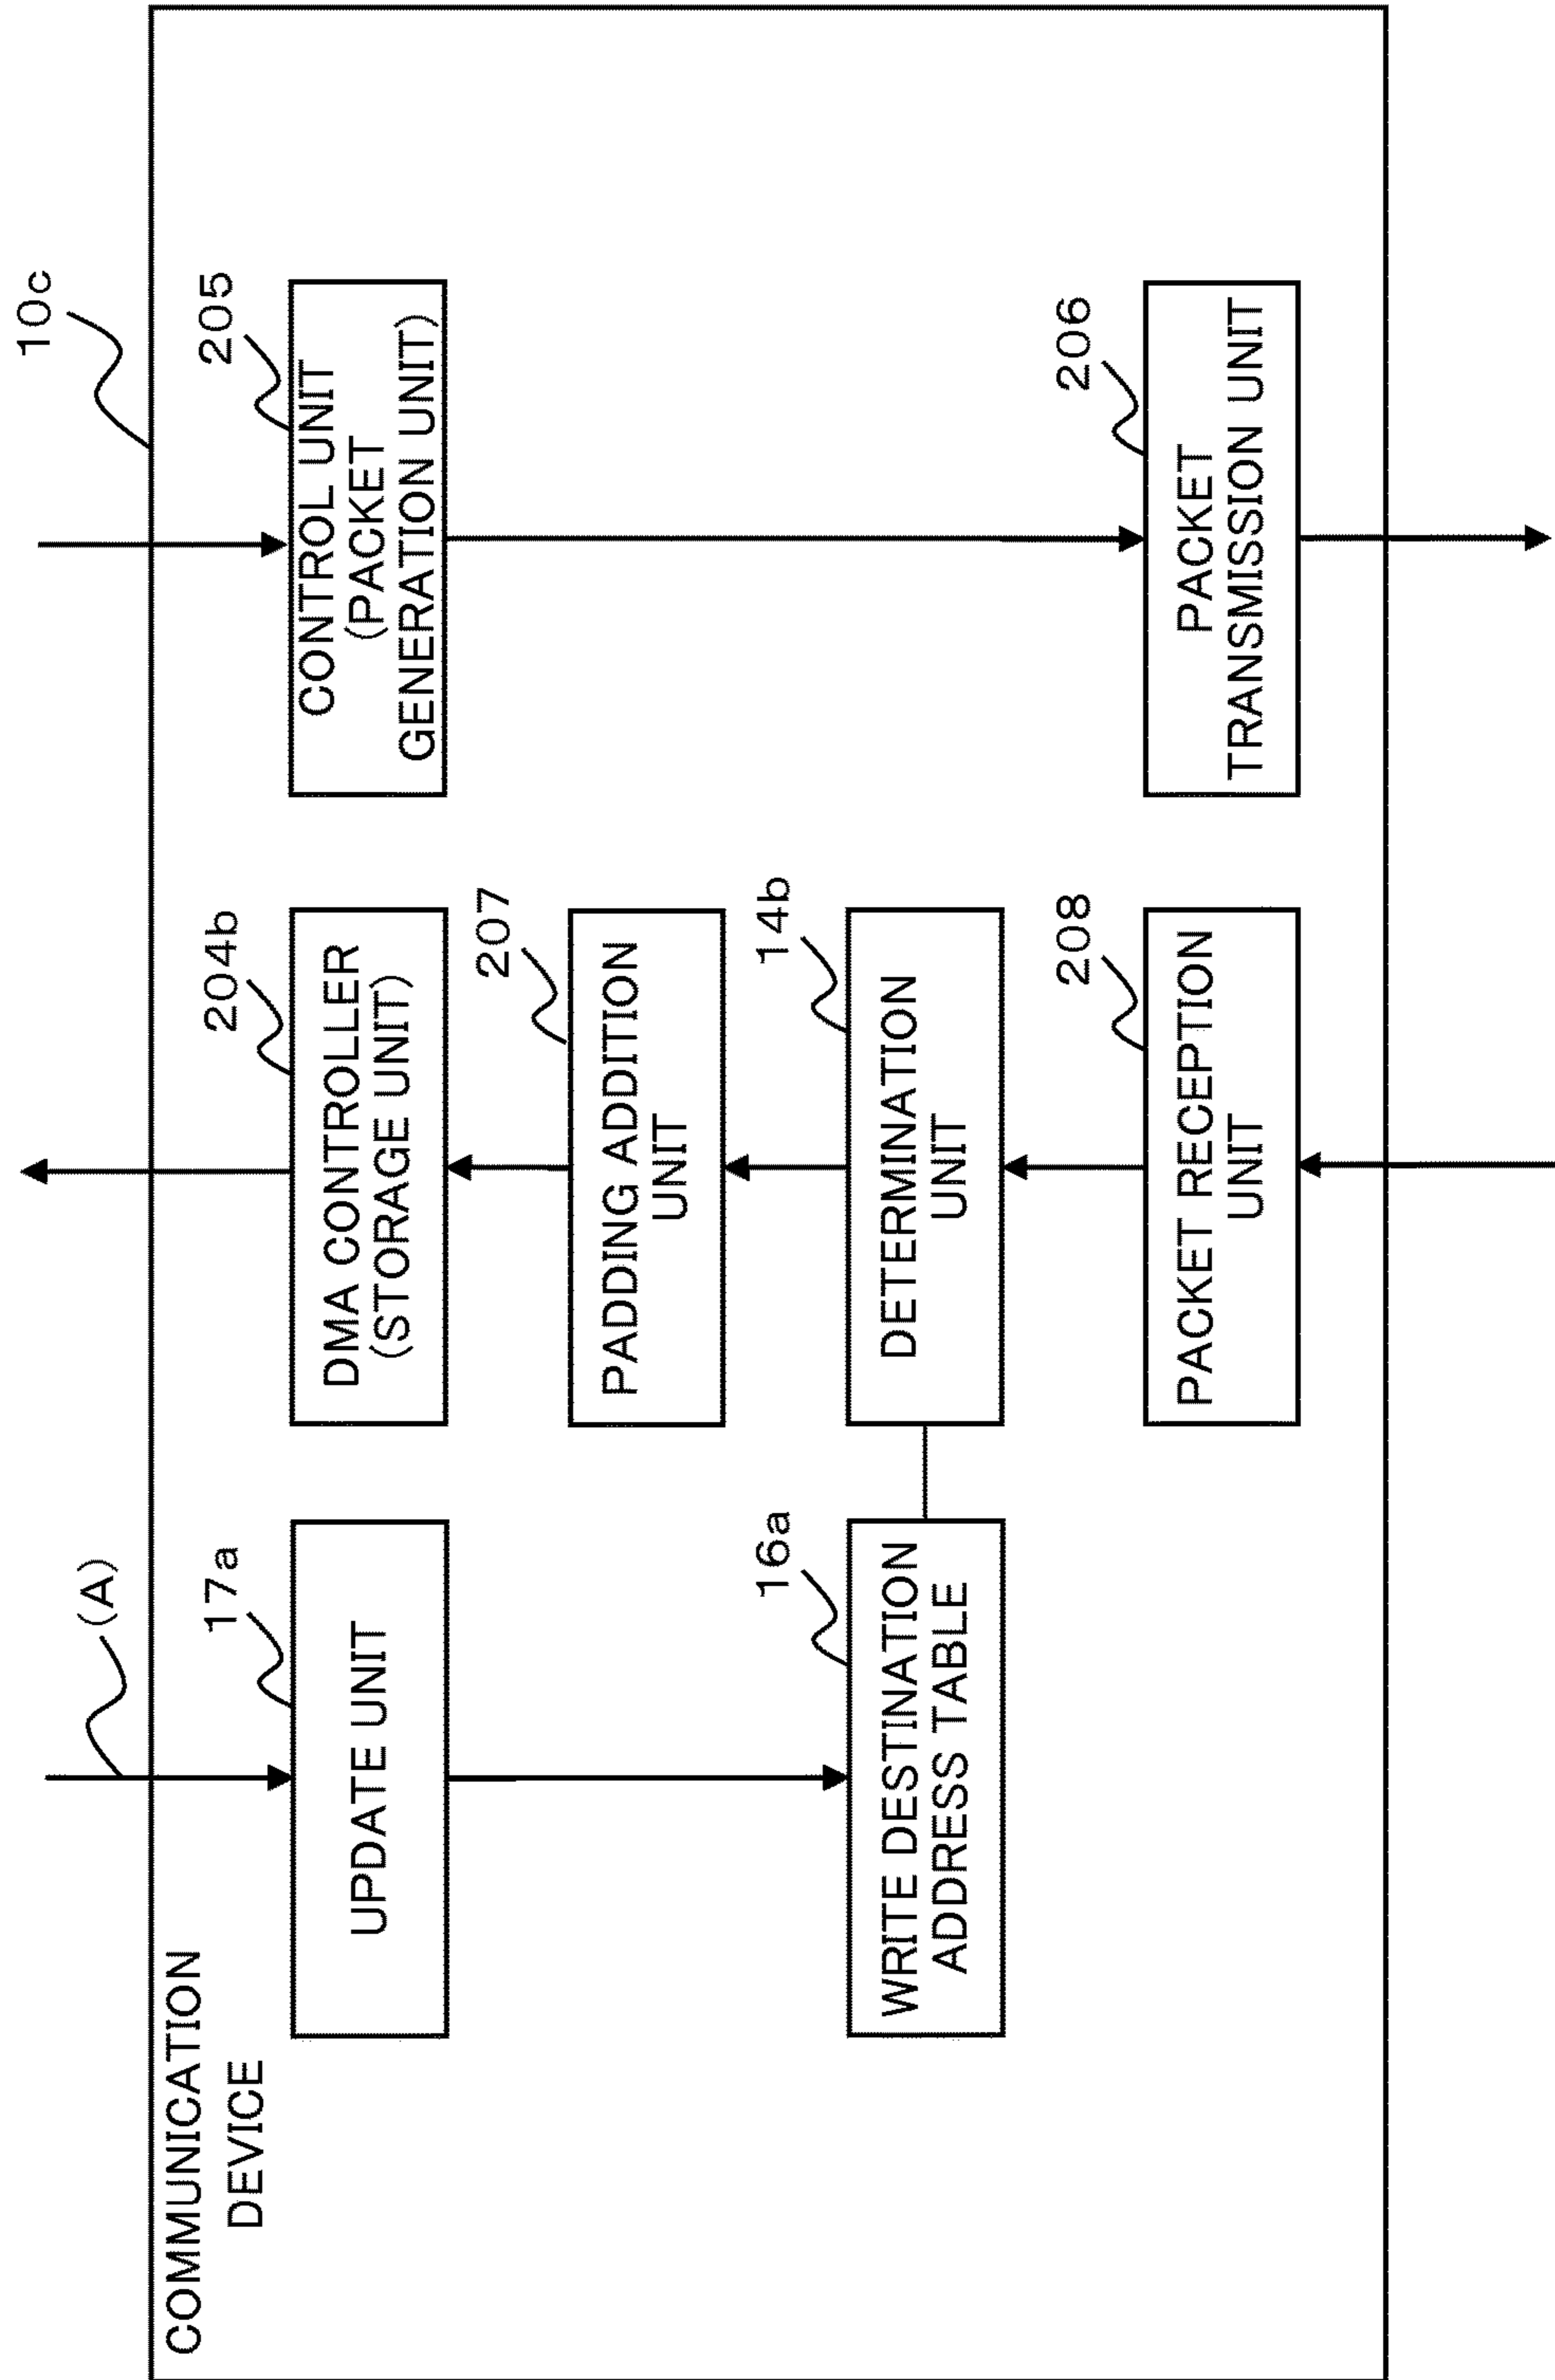 COMMUNICATION
DEVICE
10c
(A)
17a
UPDATE UNIT
16a
WRITE DESTINATION
ADDRESS TABLE
204b
DMA CONTROLLER
(STORAGE UNIT)
207
PADDING ADDITION
UNIT
14b
DETERMINATION
UNIT
208
PACKET RECEPTION
UNIT
205
CONTROL UNIT
(PACKET
GENERATION UNIT)
206
PACKET
TRANSMISSION UNIT